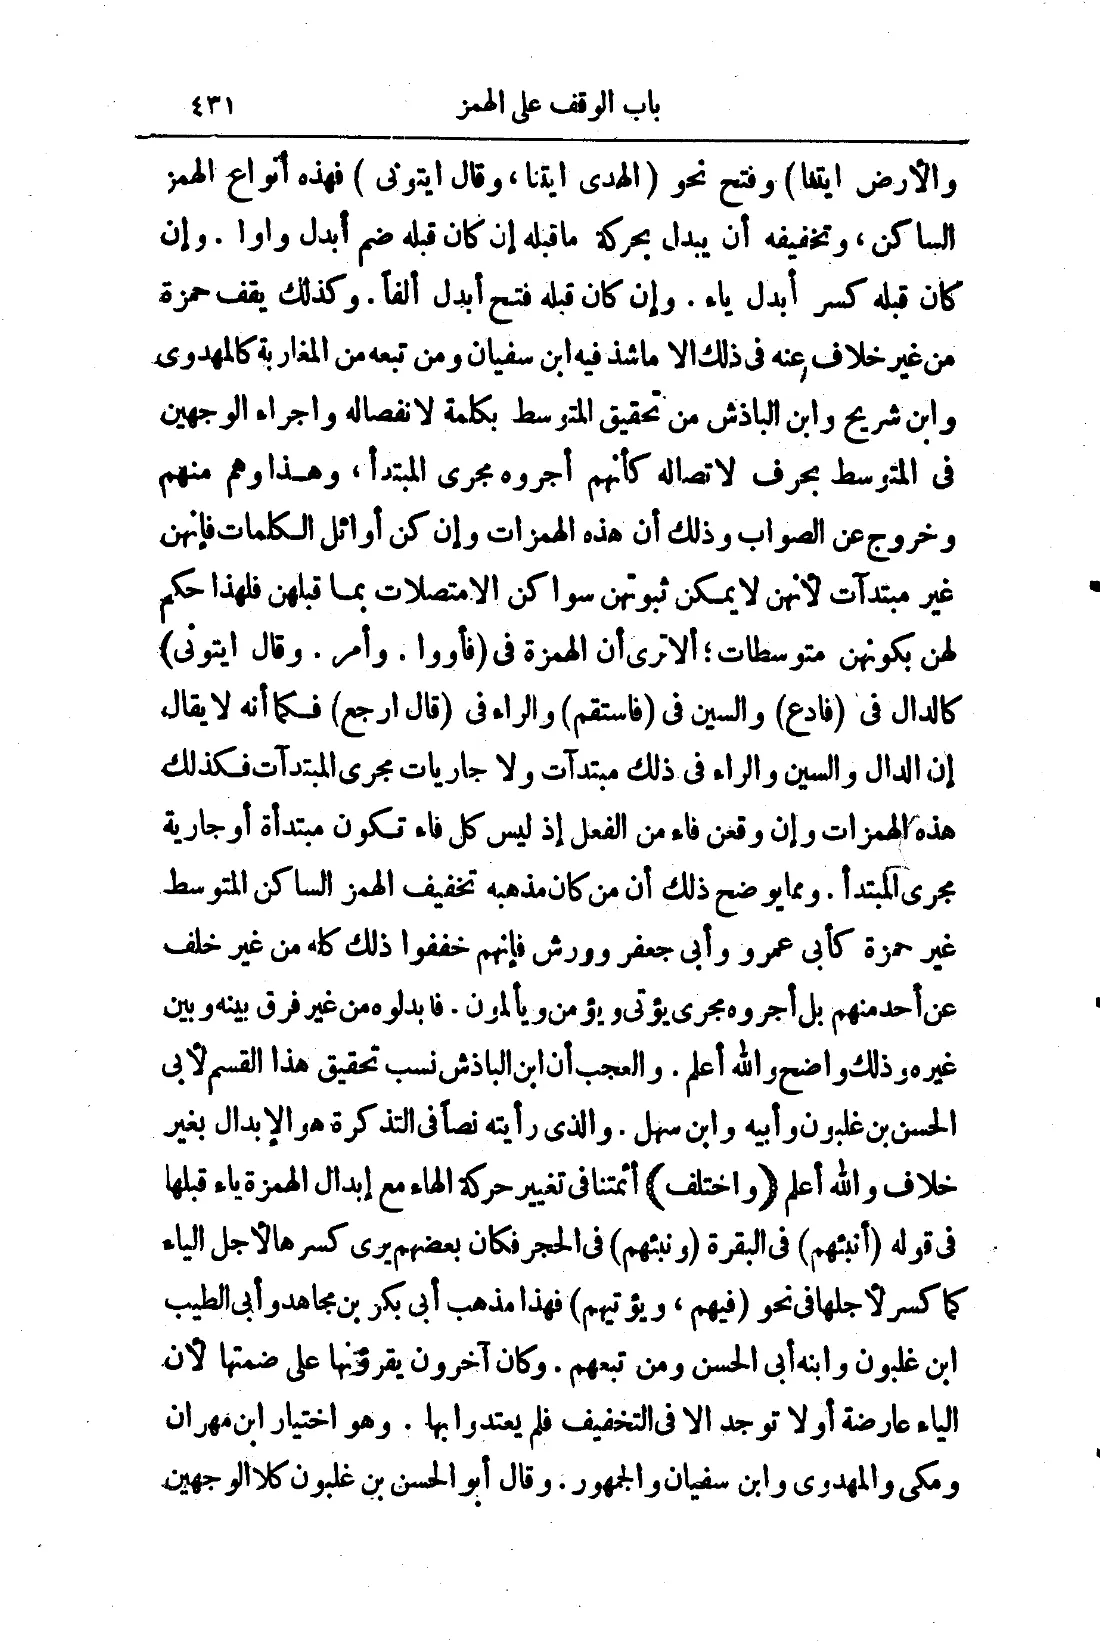 باب الوقف على الهمز ٤٣١
والأرض ايتنا) وفتح نحو (الهدى ايتنا، وقال ايتونى) فهذه أنواع الهمز
الساكن، وتخفيفه أن يبدل بحركة ماقبله إن كان قبله ضم أبدل واوا. وإن
كان قبله كسر أبدل ياء. وإن كان قبله فتح أبدل ألفاً. وكذلك يقف حمزة
من غير خلاف عنه فى ذلك الا ماشذ فيه ابن سفيان ومن تبعه من المغاربة كالمهدوى
وابن شريح وابن الباذش من تحقيق المتوسط بكلمة لانفصاله واجراء الوجهين
فى المتوسط بحرف لاتصاله كأنهم أجروه مجرى المبتدأ، وهذا وهم منهم
وخروج عن الصواب وذلك أن هذه الهمزات وإن كن أوائل الكلمات فإنهن
غير مبتدآت لأنهن لايمكن ثبوتهن سواكن الا متصلات بما قبلهن فلهذا حكم
لهن بكونهن متوسطات؛ ألا ترى أن الهمزة فى (فأووا. وأمر. وقال ايتونى)
كالدال فى (فادع) والسين فى (فاستقم) والراء فى (قال ارجع) فكما أنه لا يقال
إن الدال والسين والراء فى ذلك مبتدآت ولا جاريات مجرى المبتدآت فكذلك
هذه الهمزات وإن وقعن فاء من الفعل إذ ليس كل فاء تكون مبتدأة أوجارية
مجرى المبتدأ. ومما يوضح ذلك أن من كان مذهبه تخفيف الهمز الساكن المتوسط
غير حمزة كأبى عمرو وأبى جعفر وورش فإنهم خففوا ذلك كله من غير خلف
عن أحد منهم بل أجروه مجرى يؤتى ويؤمن ويألمون. فابدلوه من غير فرق بينه وبين
غيره وذلك واضح والله أعلم. والعجب أن ابن الباذش نسب تحقيق هذا القسم لأبى
الحسن بن غلبون وأبيه وابن سهل. والذى رأيته نصاً فى التذكرة هو الإبدال بغير
خلاف والله أعلم (واختلف) أئمتنا فى تغيير حركة الهاء مع إبدال الهمزة ياء قبلها
فى قوله (أنبئهم) فى البقرة (ونبئهم) فى الحجر فكان بعضهم يرى كسرها لأجل الياء
كما كسر لأجلها فى نحو (فيهم، ويؤتيهم) فهذا مذهب أبى بكر بن مجاهد وأبى الطيب
ابن غلبون وابنه أبى الحسن ومن تبعهم. وكان آخرون يقرؤنها على ضمتها لأن
الياء عارضة أو لا توجد الا فى التخفيف فلم يعتدوا بها. وهو اختيار ابن مهران
ومكى والمهدوى وابن سفيان والجمهور. وقال أبو الحسن بن غلبون كلا الوجهين